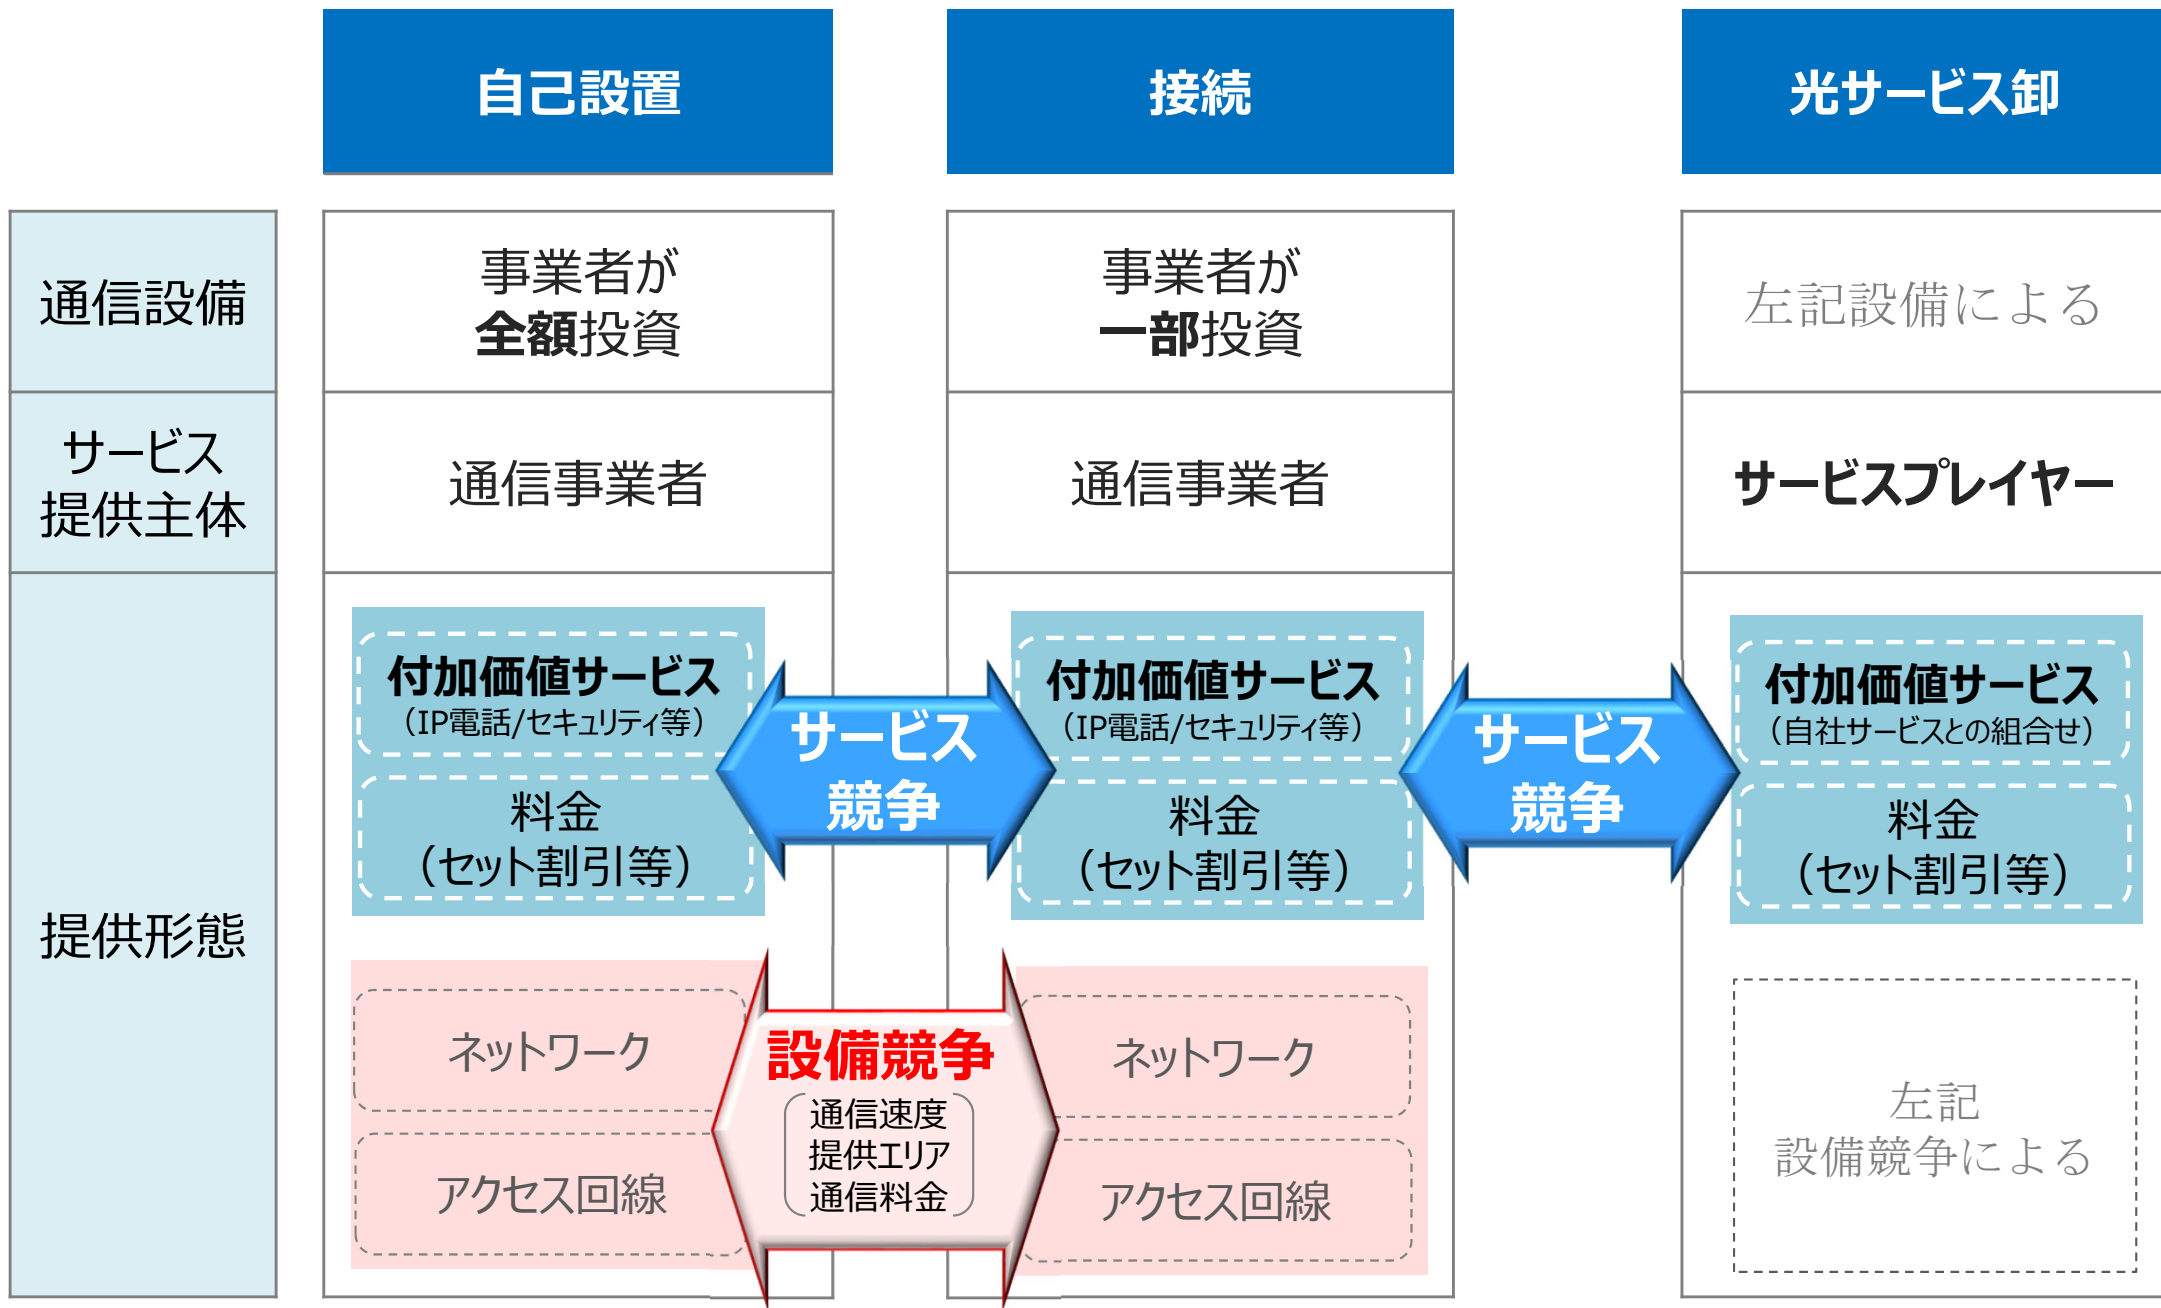 自己設置
接続
光サービス卸
通信設備
事業者が
全額投資
事業者が
一部投資
左記設備による
サービス
提供主体
通信事業者
通信事業者
サービスプレイヤー
提供形態
付加価値サービス
（IP電話/セキュリティ等）
料金
（セット割引等）
サービス
競争
付加価値サービス
（IP電話/セキュリティ等）
料金
（セット割引等）
サービス
競争
付加価値サービス
（自社サービスとの組合せ）
料金
（セット割引等）
ネットワーク
アクセス回線
設備競争
通信速度
提供エリア
通信料金
ネットワーク
アクセス回線
左記
設備競争による